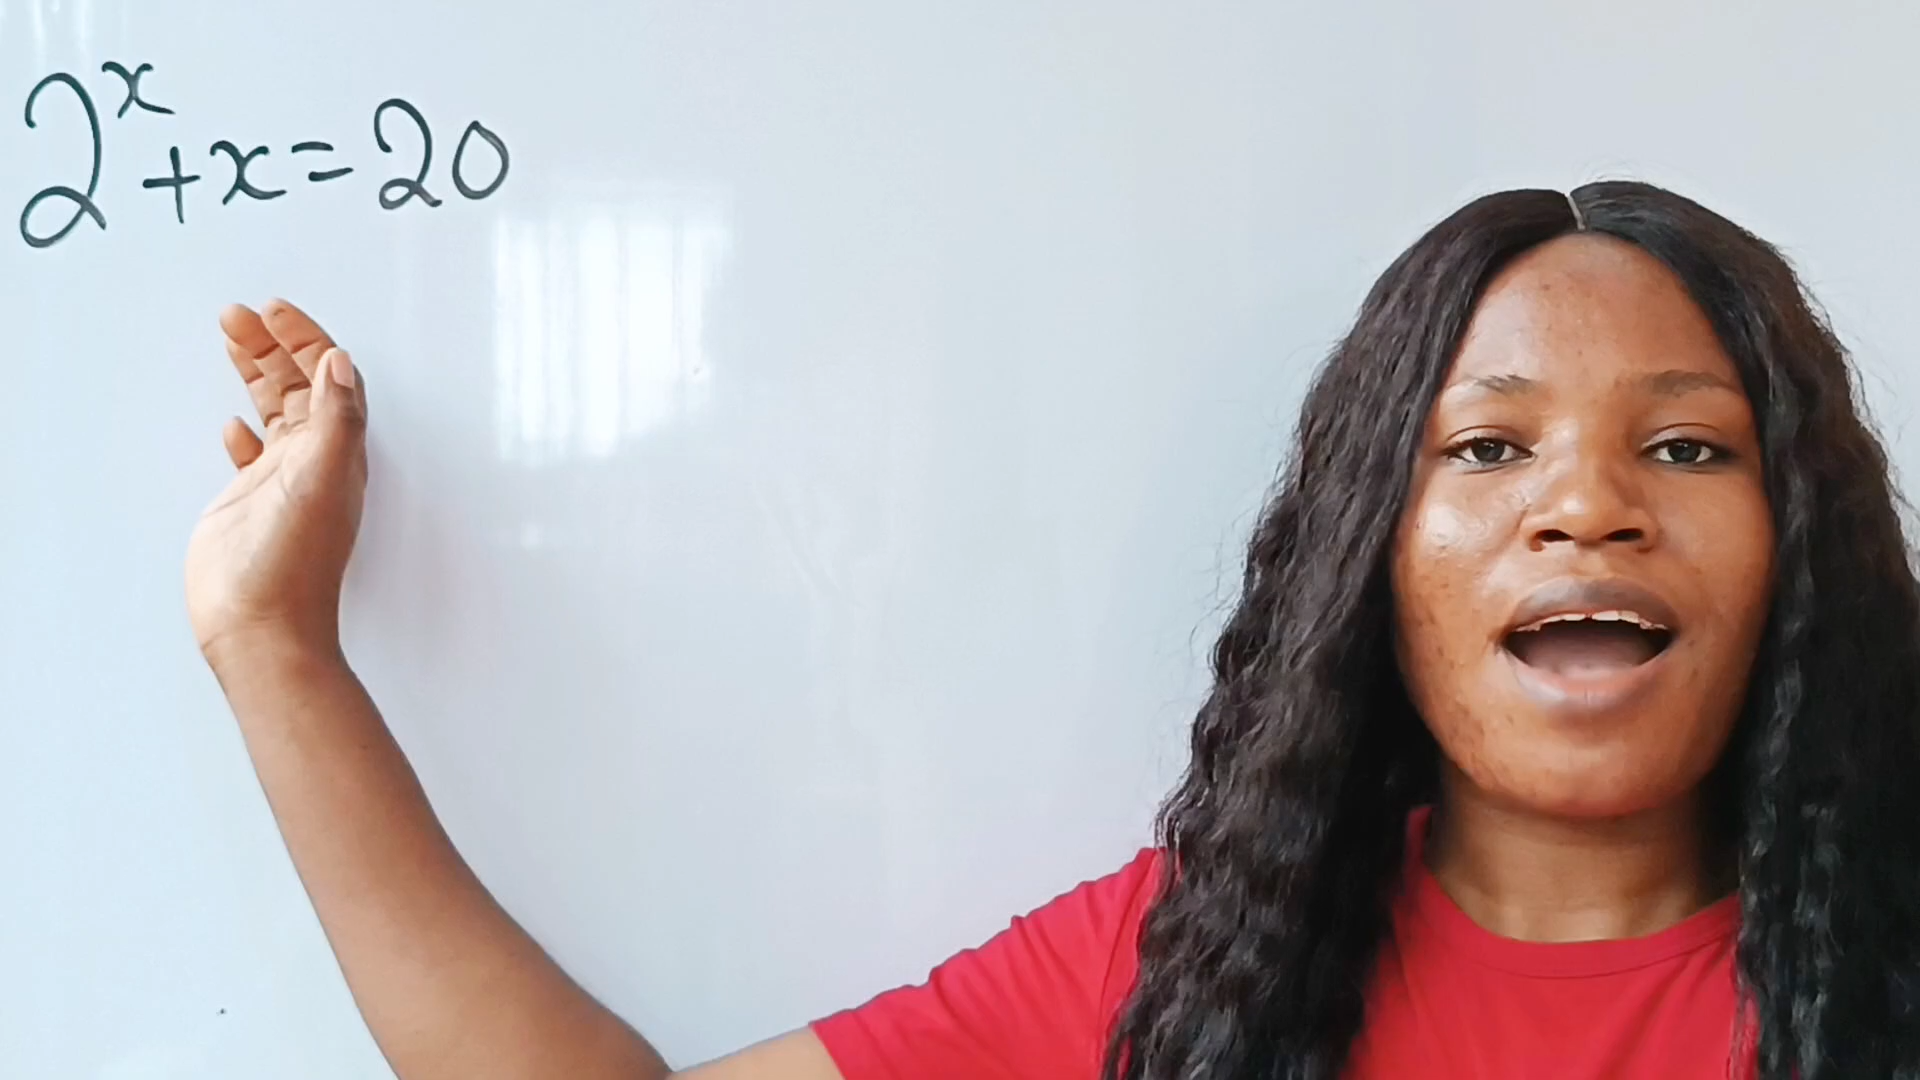 2^x + x = 20